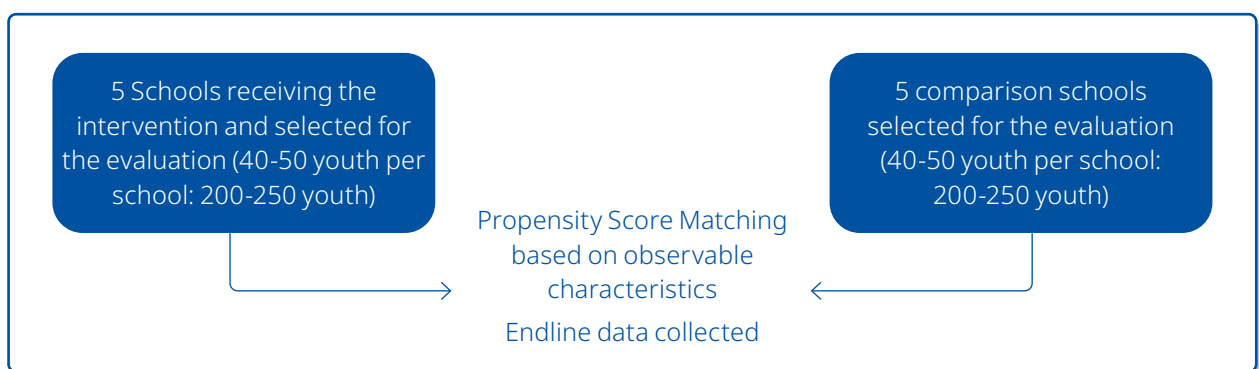 5 Schools receiving the
intervention and selected for
the evaluation (40-50 youth per
school: 200-250 youth)
5 comparison schools
selected for the evaluation
(40-50 youth per school:
200-250 youth)
Propensity Score Matching
based on observable
characteristics
Endline data collected